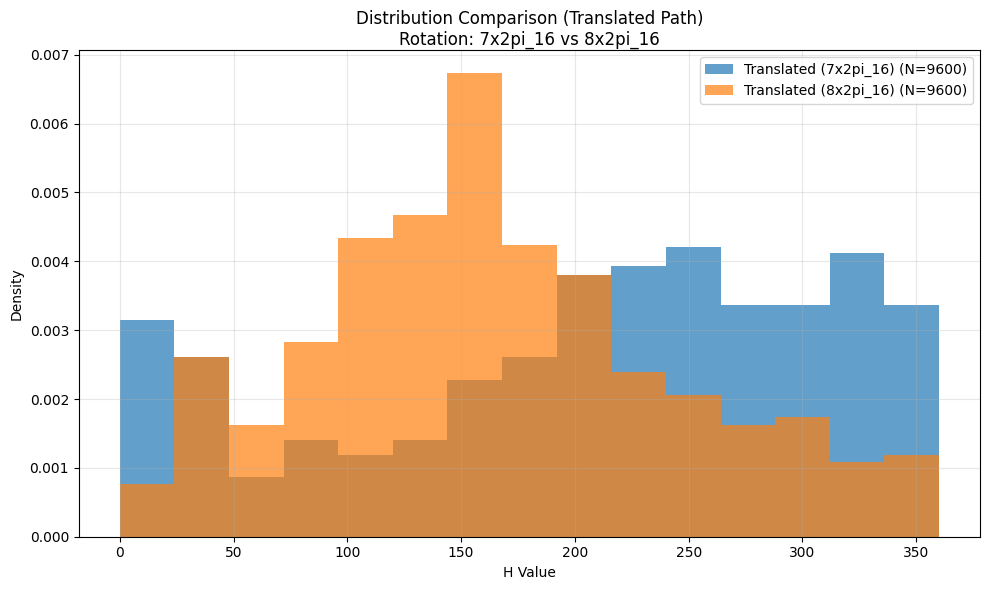 Distribution Comparison (Translated Path)
Rotation: 7x2pi_16 vs 8x2pi_16
Translated (7x2pi_16) (N=9600)
Translated (8x2pi_16) (N=9600)
Density
0.007
0.006
0.005
0.004
0.003
0.002
0.001
0.000
0 50 100 150 200 250 300 350
H Value